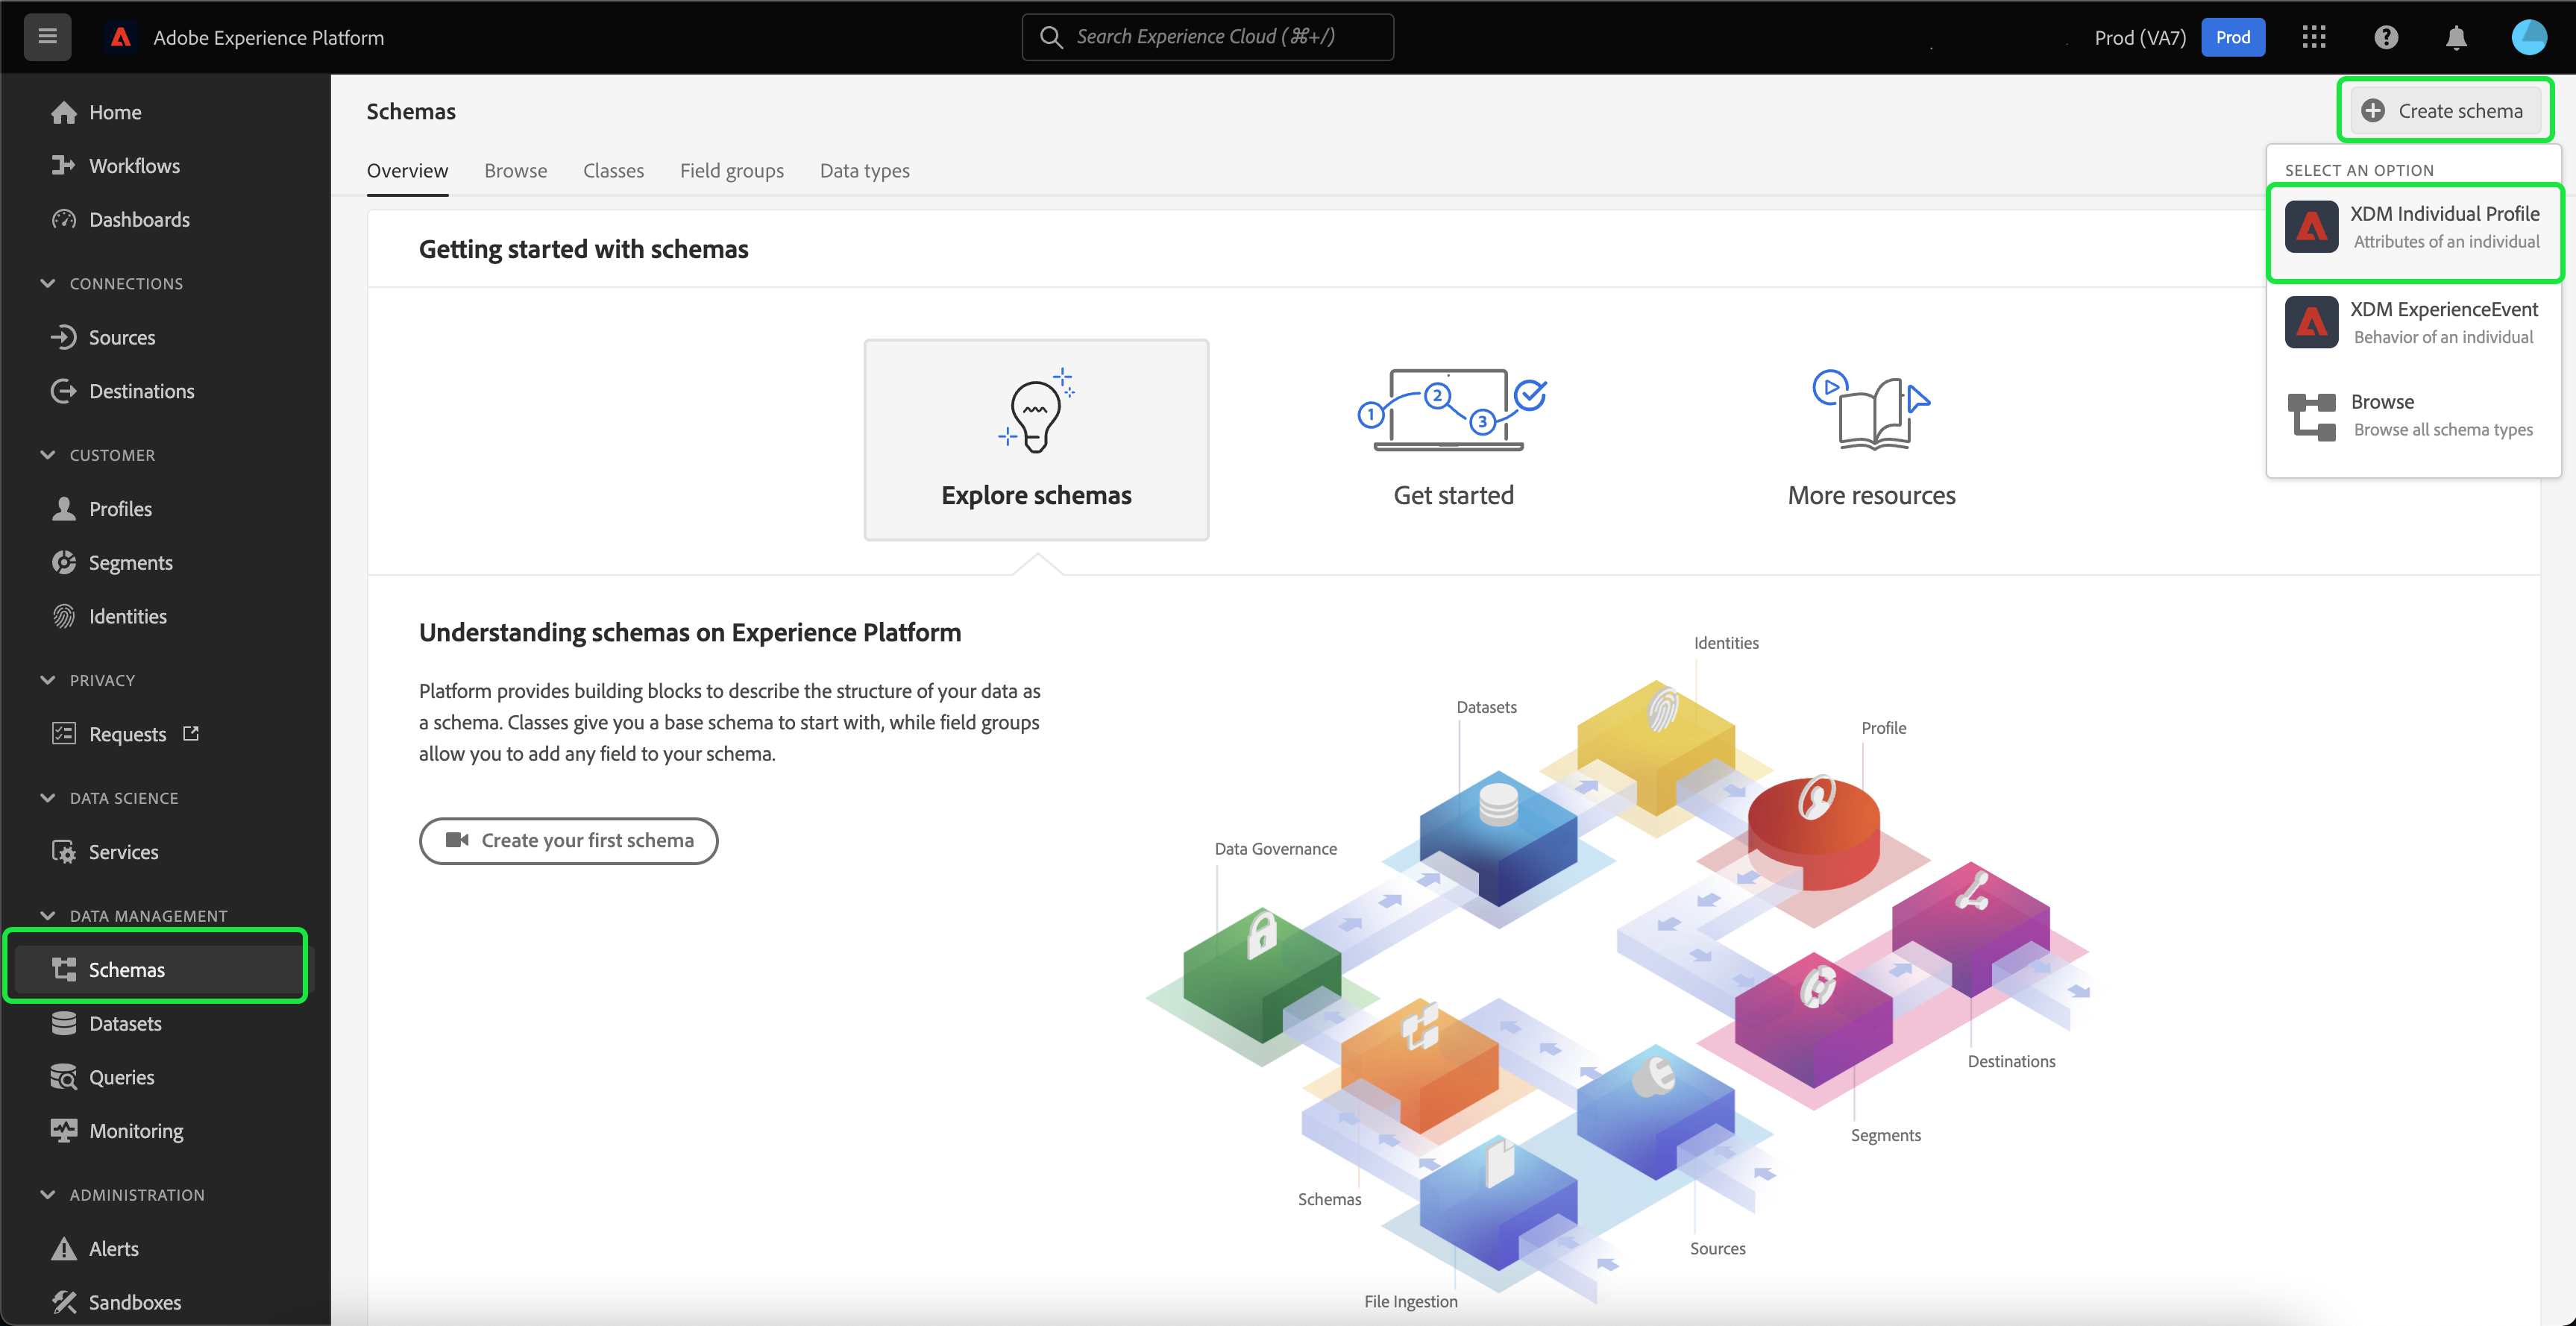 Adobe Experience Platform
Search Experience Cloud (⌘+/)
Prod (VA7)
Prod
Home
Workflows
Dashboards
CONNECTIONS
Sources
Destinations
CUSTOMER
Profiles
Segments
Identities
PRIVACY
Requests
DATA SCIENCE
Services
DATA MANAGEMENT
Schemas
Datasets
Queries
Monitoring
ADMINISTRATION
Alerts
Sandboxes
Schemas
Create schema
Overview
Browse
Classes
Field groups
Data types
SELECT AN OPTION
XDM Individual Profile
Attributes of an individual
XDM ExperienceEvent
Behavior of an individual
Browse
Browse all schema types
Getting started with schemas
1
2
3
Explore schemas
Get started
More resources
Understanding schemas on Experience Platform
Platform provides building blocks to describe the structure of your data as
a schema. Classes give you a base schema to start with, while field groups
allow you to add any field to your schema.
Create your first schema
Identities
Datasets
Profile
Data Governance
Destinations
Segments
Schemas
Sources
File Ingestion